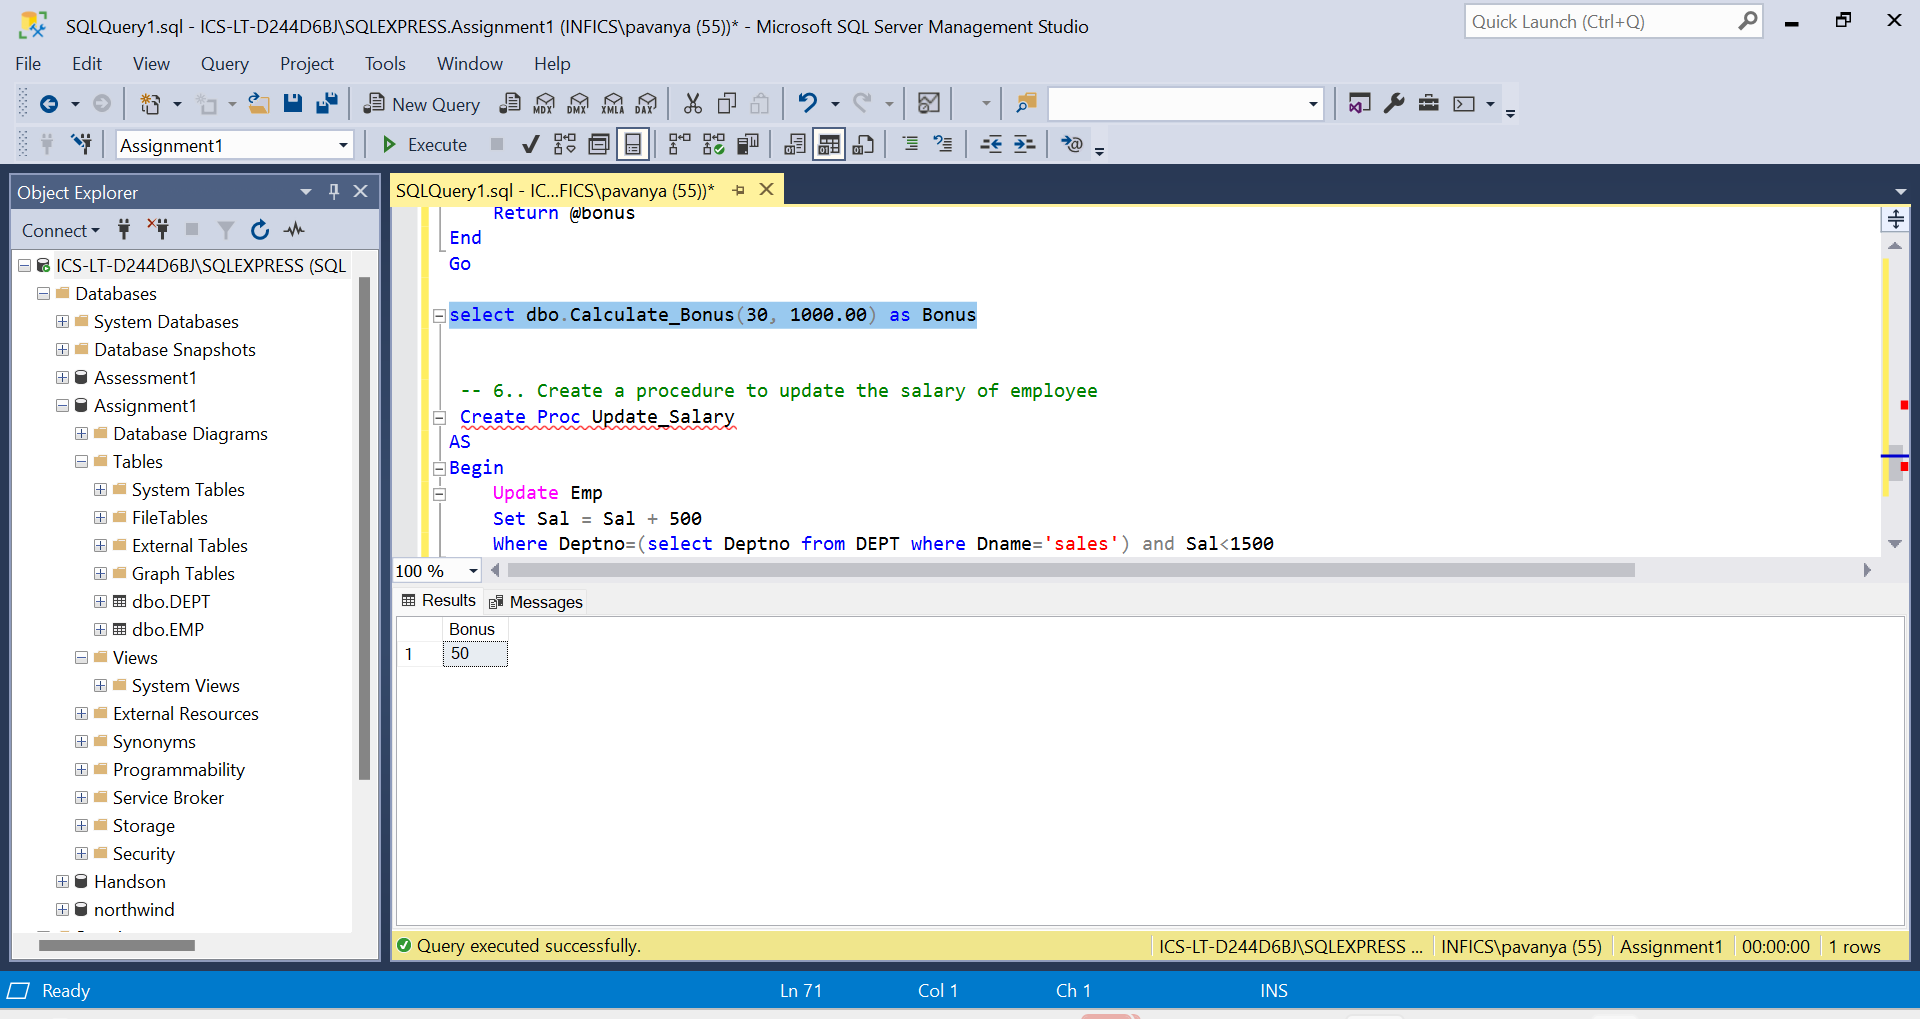 SQLQuery1.sql - ICS-LT-D244D6BJ\SQLEXPRESS.Assignment1 (INFICS\pavanya (55))* - Microsoft SQL Server Management Studio
Quick Launch (Ctrl+Q)
File Edit View Query Project Tools Window Help
New Query MDX DMX XMLA DAX
Assignment1 Execute
Object Explorer
Connect
ICS-LT-D244D6BJ\SQLEXPRESS (SQL
Databases
System Databases
Database Snapshots
Assessment1
Assignment1
Database Diagrams
Tables
System Tables
FileTables
External Tables
Graph Tables
dbo.DEPT
dbo.EMP
Views
System Views
External Resources
Synonyms
Programmability
Service Broker
Storage
Security
Handson
northwind
SQLQuery1.sql - IC...FICS\pavanya (55))*
Return @bonus
End
Go
select dbo.Calculate_Bonus(30, 1000.00) as Bonus
-- 6.. Create a procedure to update the salary of employee
Create Proc Update_Salary
AS
Begin
Update Emp
Set Sal = Sal + 500
Where Deptno=(select Deptno from DEPT where Dname='sales') and Sal<1500
100 %
Results Messages
Bonus
1 50
Query executed successfully.
ICS-LT-D244D6BJ\SQLEXPRESS ... INFICS\pavanya (55) Assignment1 00:00:00 1 rows
Ready Ln 71 Col 1 Ch 1 INS